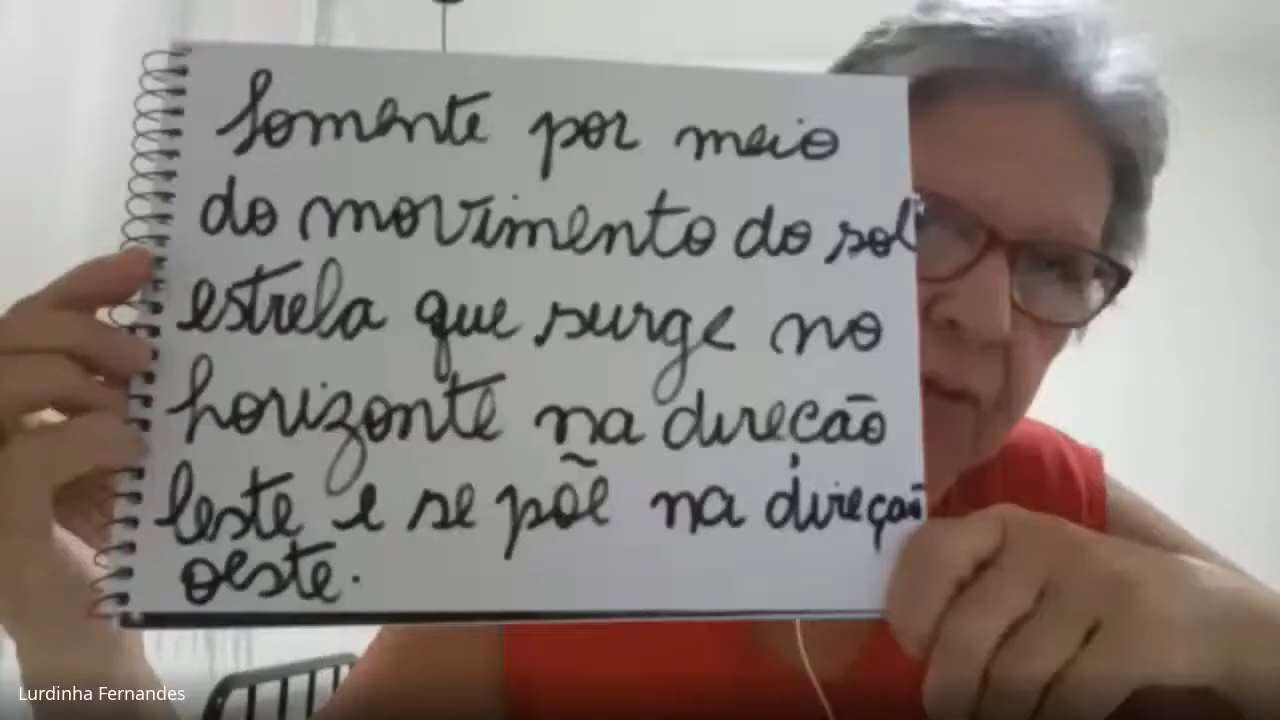 Somente por meio
do movimento do sol
estrela que surge no
horizonte na direcão
leste e se põe na direção
oeste.
Lurdinha Fernandes